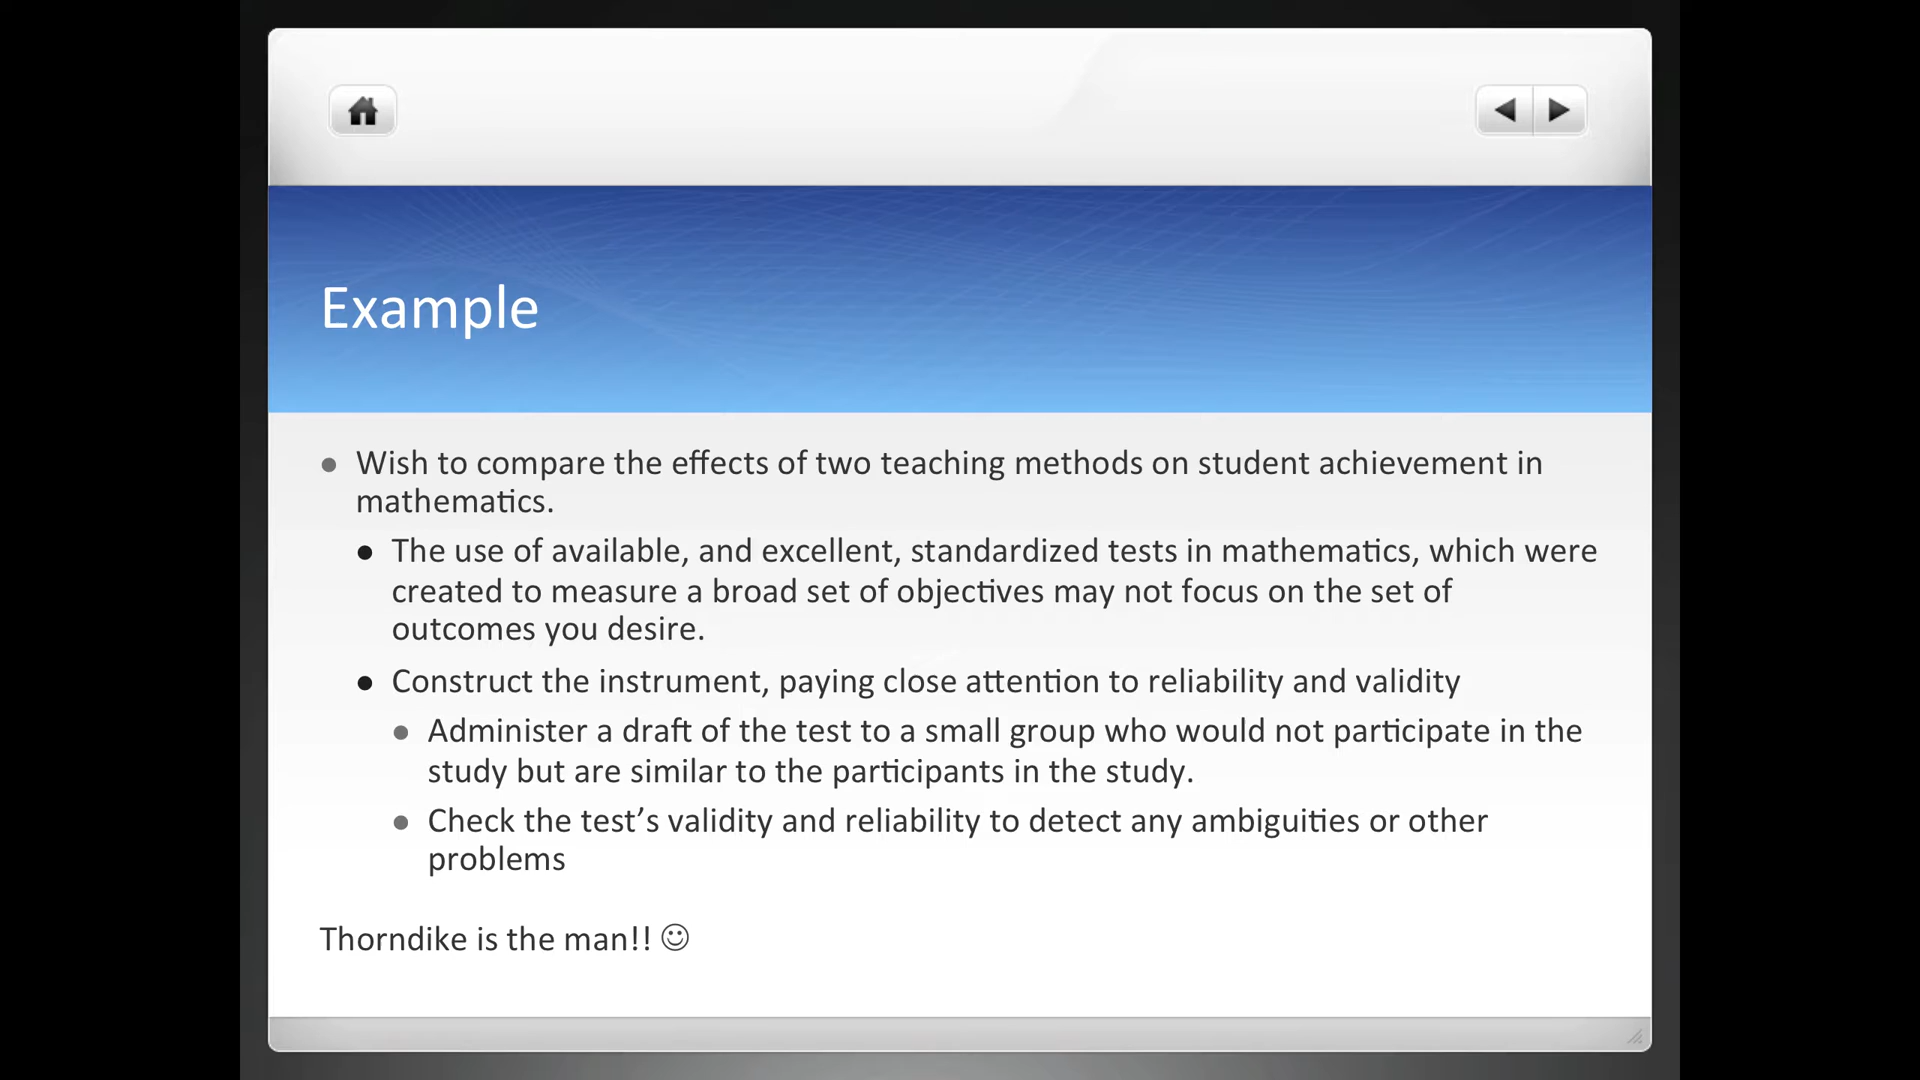 Example
Wish to compare the effects of two teaching methods on student achievement in
mathematics.
The use of available, and excellent, standardized tests in mathematics, which were
created to measure a broad set of objectives may not focus on the set of
outcomes you desire.
Construct the instrument, paying close attention to reliability and validity
Administer a draft of the test to a small group who would not participate in the
study but are similar to the participants in the study.
Check the test’s validity and reliability to detect any ambiguities or other
problems
Thorndike is the man!! ☺